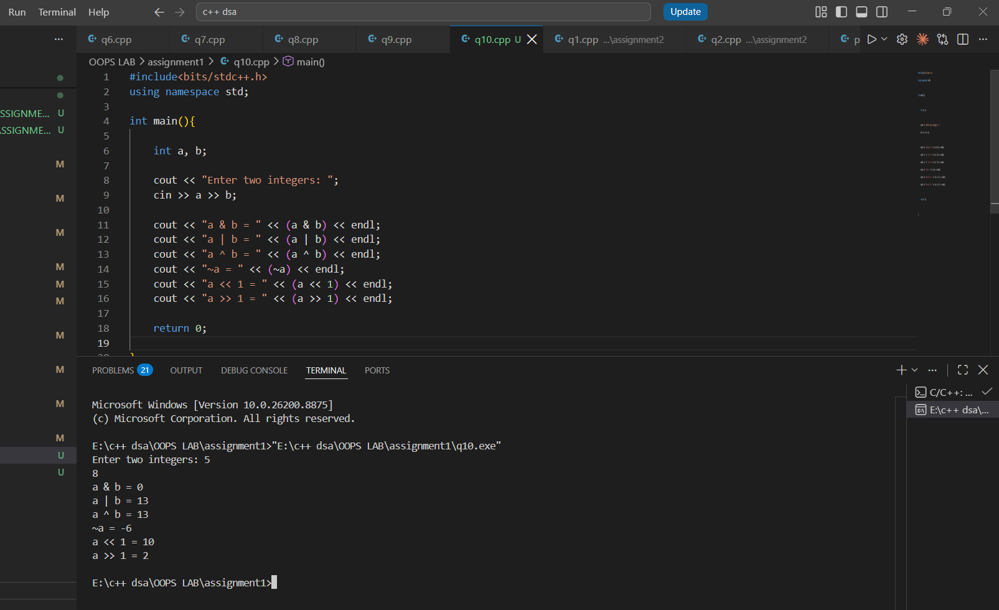 Run Terminal Help c++ dsa Update
q6.cpp q7.cpp q8.cpp q9.cpp q10.cpp U q1.cpp ...\assignment2 q2.cpp ...\assignment2 p
OOPS LAB > assignment1 > q10.cpp > main()
SSIGNME... U
SSIGNME... U
M
M
M
M
M
M
M
M
M
M
U
U
1 #include<bits/stdc++.h>
2 using namespace std;
3
4 int main(){
5
6 int a, b;
7
8 cout << "Enter two integers: ";
9 cin >> a >> b;
10
11 cout << "a & b = " << (a & b) << endl;
12 cout << "a | b = " << (a | b) << endl;
13 cout << "a ^ b = " << (a ^ b) << endl;
14 cout << "~a = " << (~a) << endl;
15 cout << "a << 1 = " << (a << 1) << endl;
16 cout << "a >> 1 = " << (a >> 1) << endl;
17
18 return 0;
19
20 }
PROBLEMS 21 OUTPUT DEBUG CONSOLE TERMINAL PORTS
C/C++: ...
E:\c++ dsa\...
Microsoft Windows [Version 10.0.26200.8875]
(c) Microsoft Corporation. All rights reserved.
E:\c++ dsa\OOPS LAB\assignment1>"E:\c++ dsa\OOPS LAB\assignment1\q10.exe"
Enter two integers: 5
8
a & b = 0
a | b = 13
a ^ b = 13
~a = -6
a << 1 = 10
a >> 1 = 2
E:\c++ dsa\OOPS LAB\assignment1>